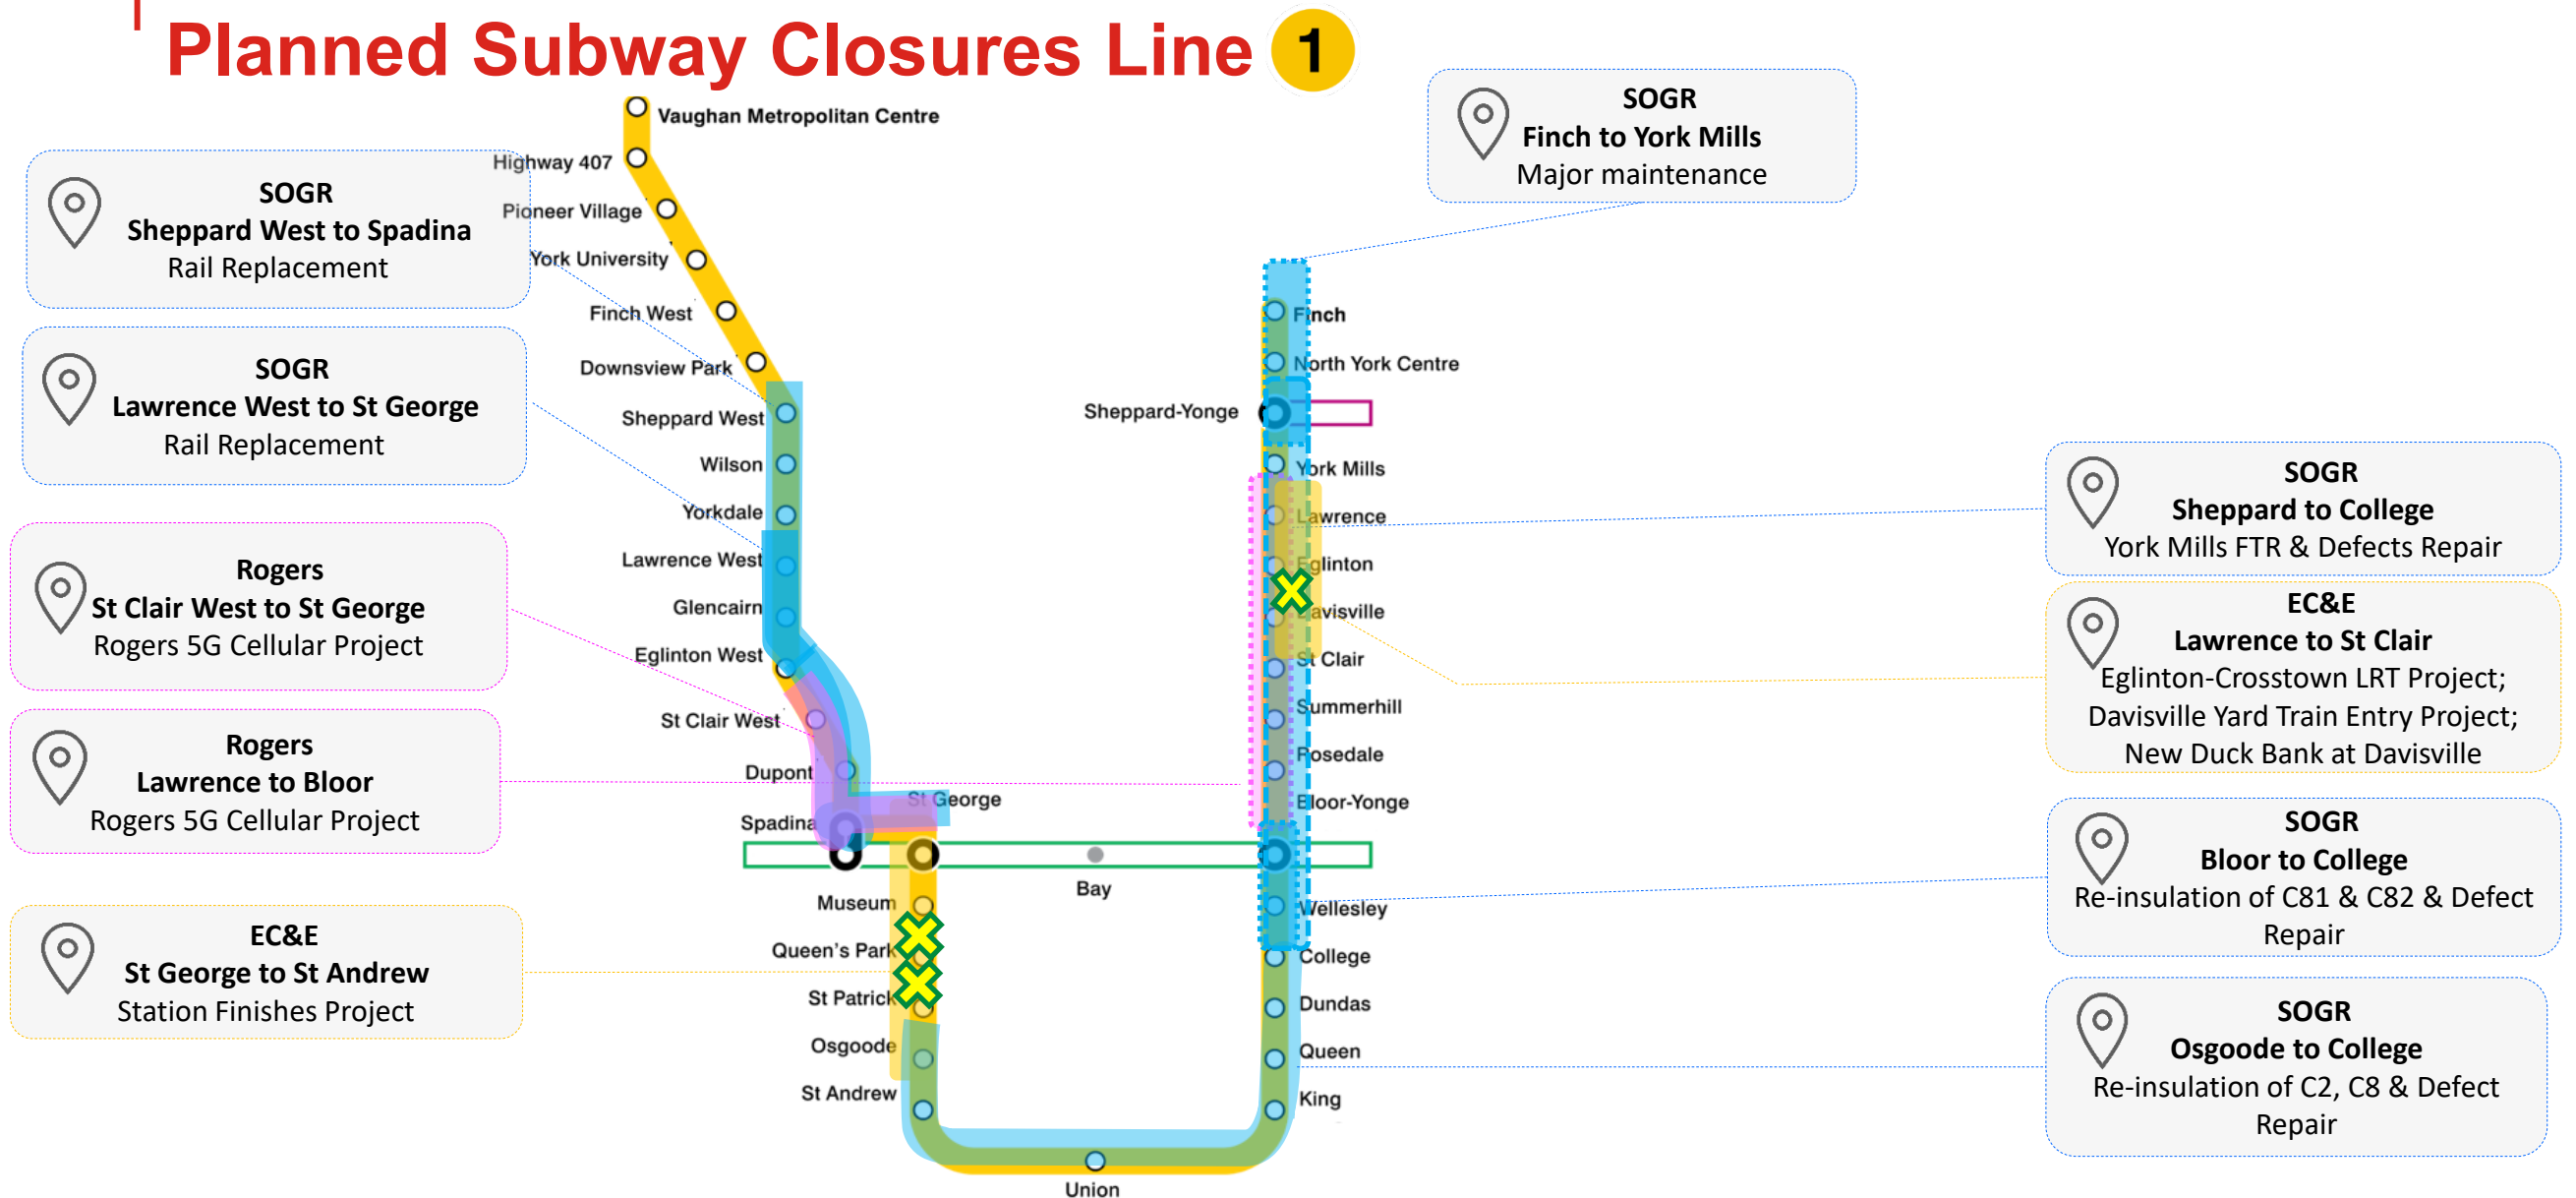 Planned Subway Closures Line 1
SOGR
Sheppard West to Spadina
Rail Replacement
SOGR
Lawrence West to St George
Rail Replacement
Rogers
St Clair West to St George
Rogers 5G Cellular Project
Rogers
Lawrence to Bloor
Rogers 5G Cellular Project
EC&E
St George to St Andrew
Station Finishes Project
Vaughan Metropolitan Centre
Highway 407
Pioneer Village
York University
Finch West
Downsview Park
Sheppard West
Wilson
Yorkdale
Lawrence West
Glencairn
Eglinton West
St Clair West
Dupont
St George
Spadina
Museum
Queen's Park
St Patrick
Osgoode
St Andrew
Union
Bay
Finch
North York Centre
Sheppard-Yonge
York Mills
Lawrence
Eglinton
Davisville
St Clair
Summerhill
Rosedale
Bloor-Yonge
Wellesley
College
Dundas
Queen
King
SOGR
Finch to York Mills
Major maintenance
SOGR
Sheppard to College
York Mills FTR & Defects Repair
EC&E
Lawrence to St Clair
Eglinton-Crosstown LRT Project;
Davisville Yard Train Entry Project;
New Duck Bank at Davisville
SOGR
Bloor to College
Re-insulation of C81 & C82 & Defect
Repair
SOGR
Osgoode to College
Re-insulation of C2, C8 & Defect
Repair